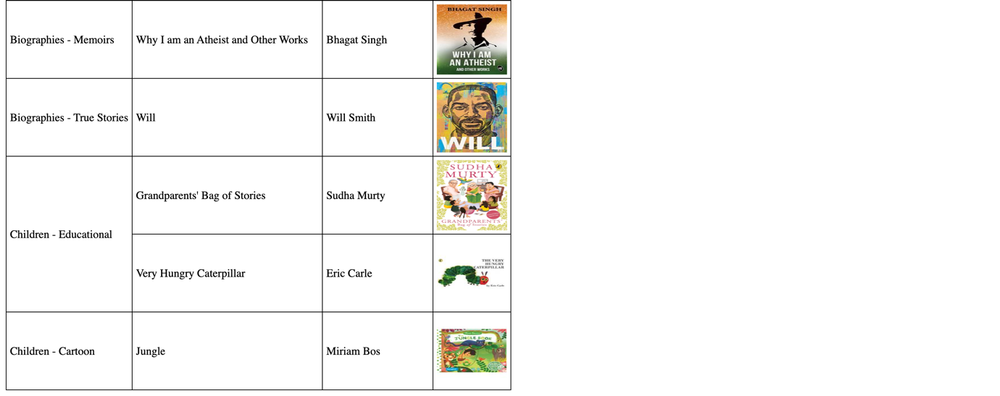 Biographies - Memoirs
Why I am an Atheist and Other Works
Bhagat Singh
BHAGAT SINGH
WHY I AM
AN ATHEIST
AND OTHER WORKS
Biographies - True Stories
Will
Will Smith
WILL
Children - Educational
Grandparents' Bag of Stories
Sudha Murty
SUDHA
MURTY
GRANDPARENTS'
Bag of Stories
Very Hungry Caterpillar
Eric Carle
THE VERY
HUNGRY
CATERPILLAR
by Eric Carle
Children - Cartoon
Jungle
Miriam Bos
JUNGLE BOOK